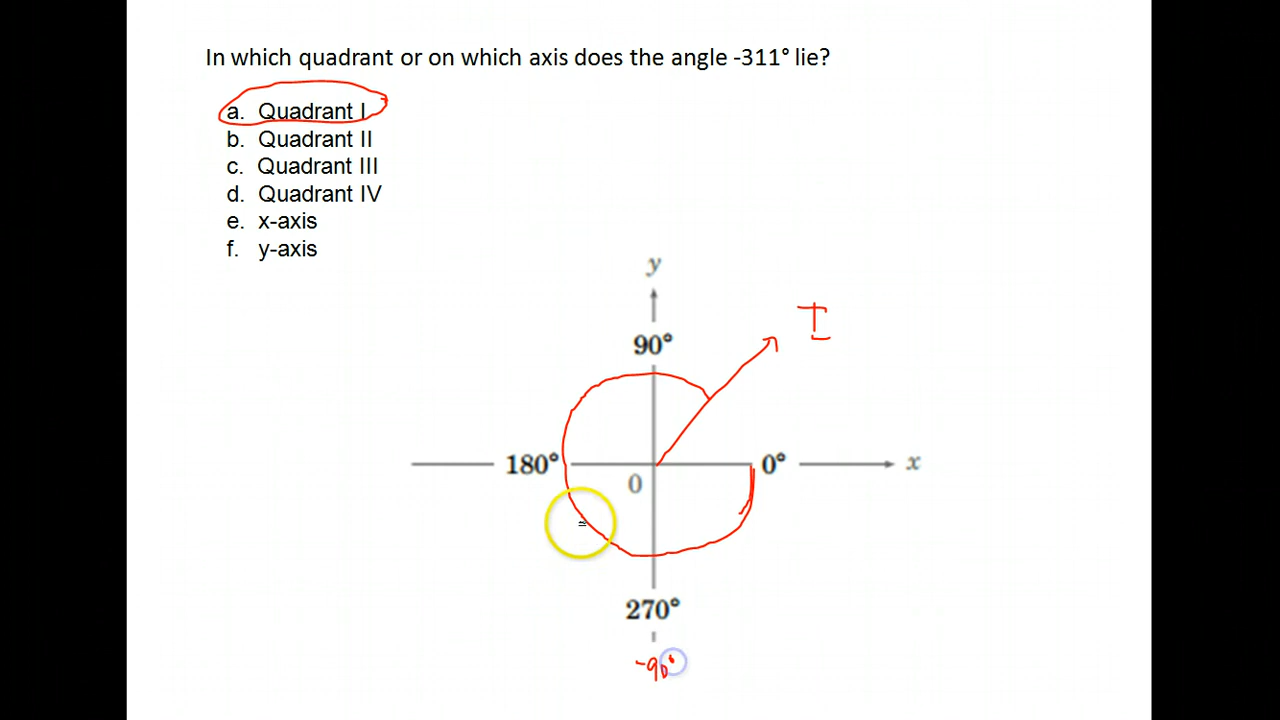 In which quadrant or on which axis does the angle -311° lie?
a. Quadrant I
b. Quadrant II
c. Quadrant III
d. Quadrant IV
e. x-axis
f. y-axis
y
I
90°
180°
0°
x
0
270°
-90°